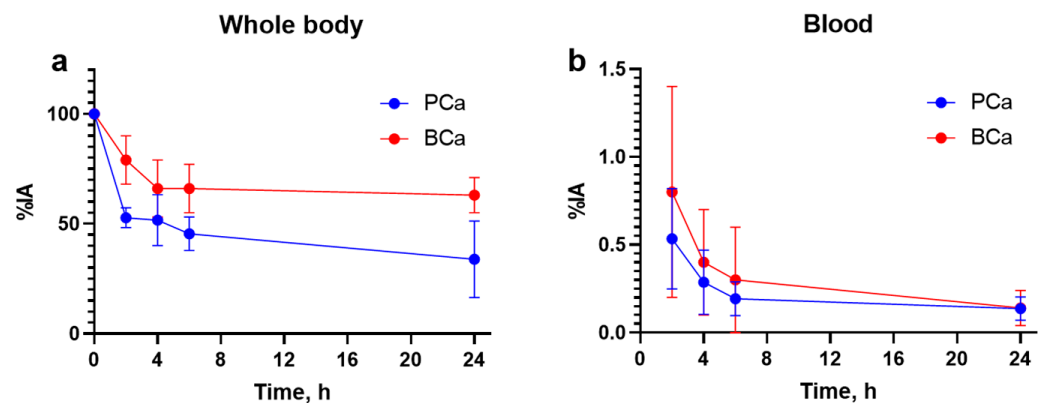 Whole body
a
PCa
BCa
100
50
0
%IA
0 4 8 12 16 20 24
Time, h
Blood
b
PCa
BCa
1.5
1.0
0.5
0.0
%IA
0 4 8 12 16 20 24
Time, h